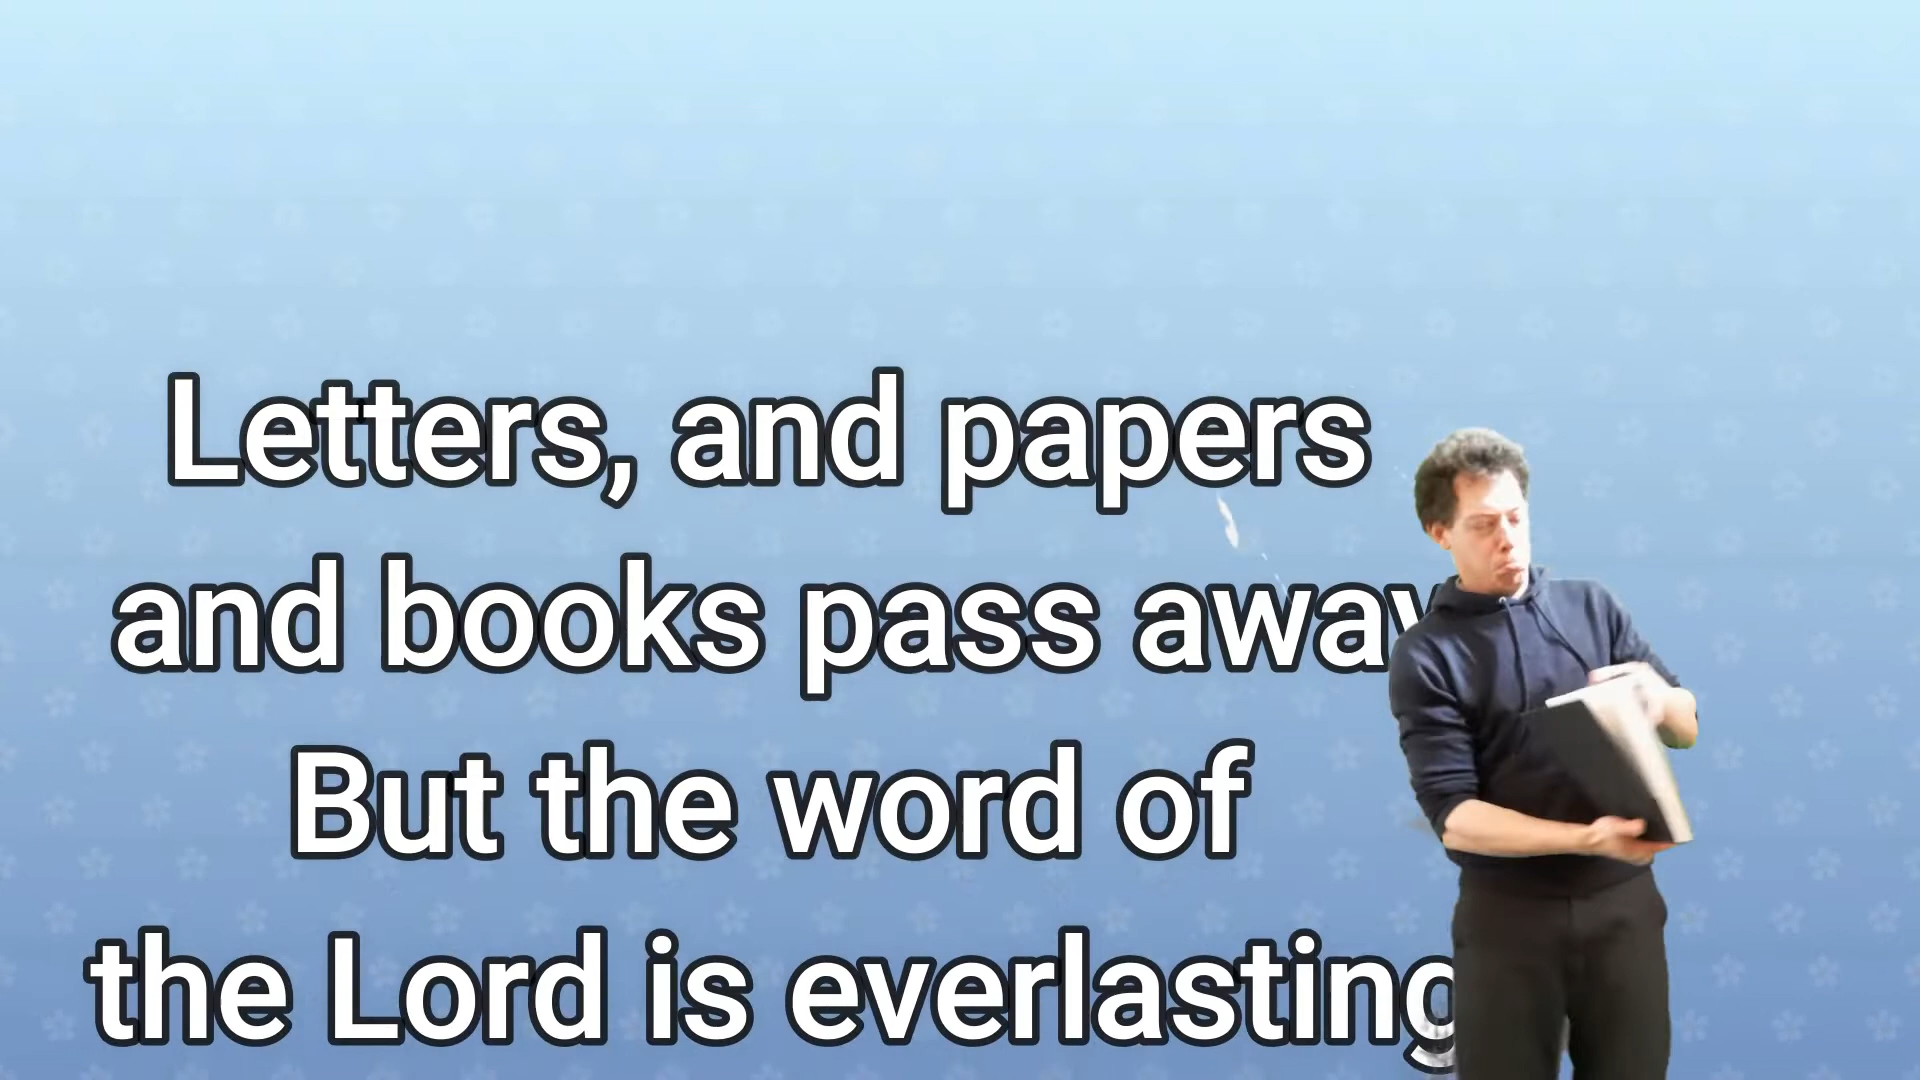 Letters, and papers
and books pass away
But the word of
the Lord is everlasting